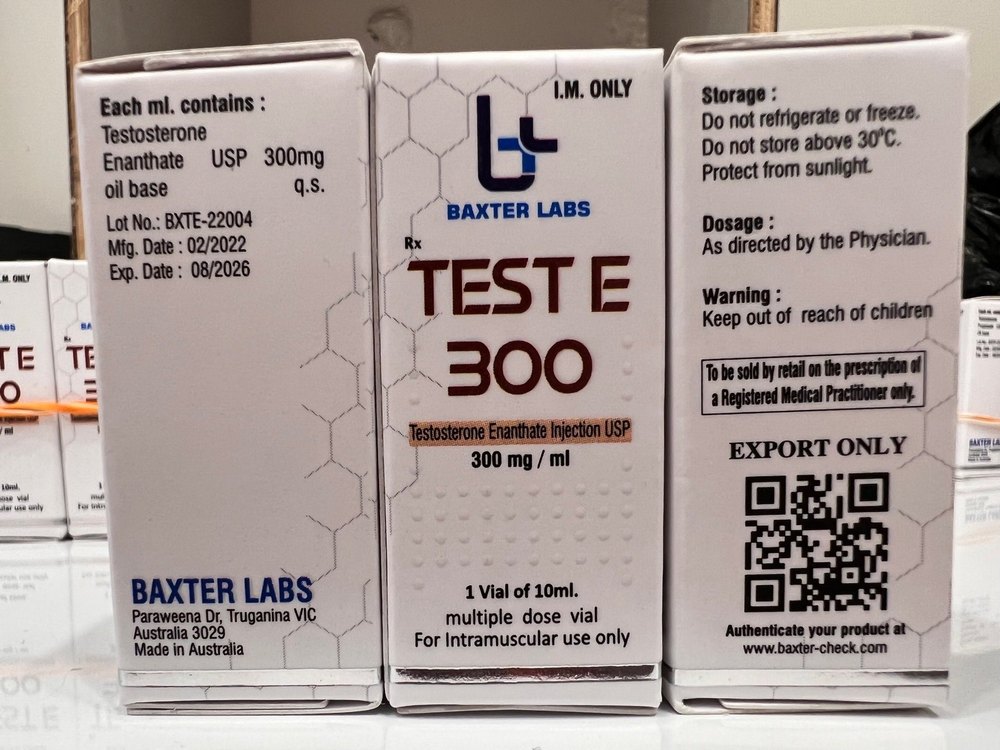 Each ml. contains :
Testosterone
Enanthate USP 300mg
oil base q.s.
Lot No.: BXTE-22004
Mfg. Date : 02/2022
Exp. Date : 08/2026
BAXTER LABS
Paraweena Dr, Truganina VIC
Australia 3029
Made in Australia
I.M. ONLY
BAXTER LABS
Rx
TEST E
300
Testosterone Enanthate Injection USP
300 mg / ml
1 Vial of 10ml.
multiple dose vial
For Intramuscular use only
Storage :
Do not refrigerate or freeze.
Do not store above 30°C.
Protect from sunlight.
Dosage :
As directed by the Physician.
Warning :
Keep out of reach of children
To be sold by retail on the prescription of
a Registered Medical Practitioner only.
EXPORT ONLY
Authenticate your product at
www.baxter-check.com